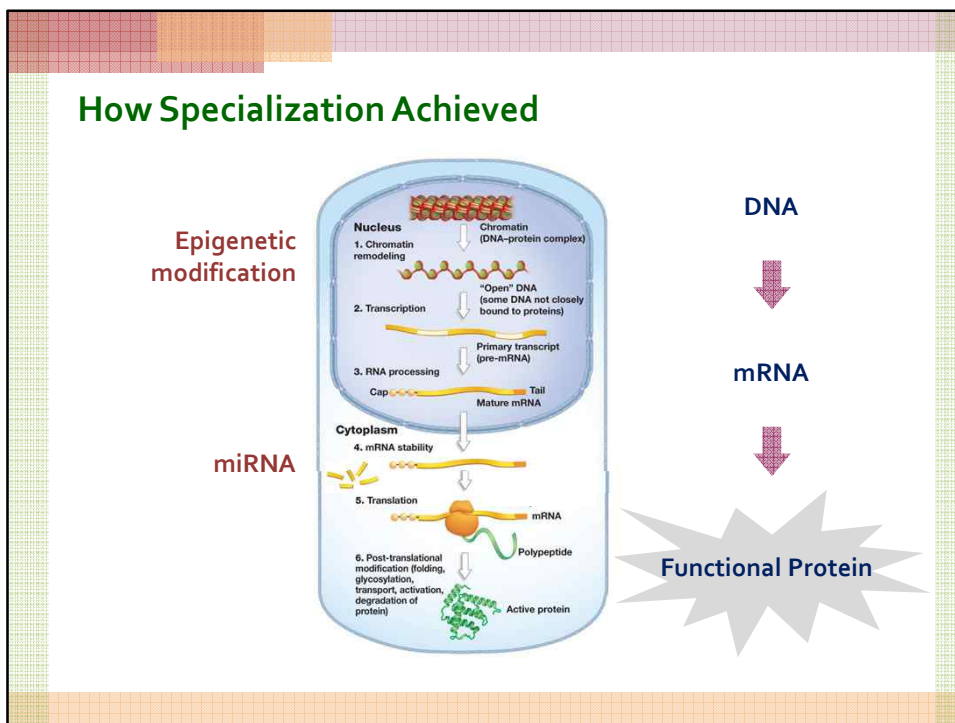 How Specialization Achieved
Epigenetic
modification
miRNA
Nucleus
Chromatin
(DNA–protein complex)
1. Chromatin
remodeling
"Open" DNA
(some DNA not closely
bound to proteins)
2. Transcription
Primary transcript
(pre-mRNA)
3. RNA processing
Cap
Tail
Mature mRNA
Cytoplasm
4. mRNA stability
5. Translation
mRNA
Polypeptide
6. Post-translational
modification (folding,
glycosylation,
transport, activation,
degradation of
protein)
Active protein
DNA
mRNA
Functional Protein